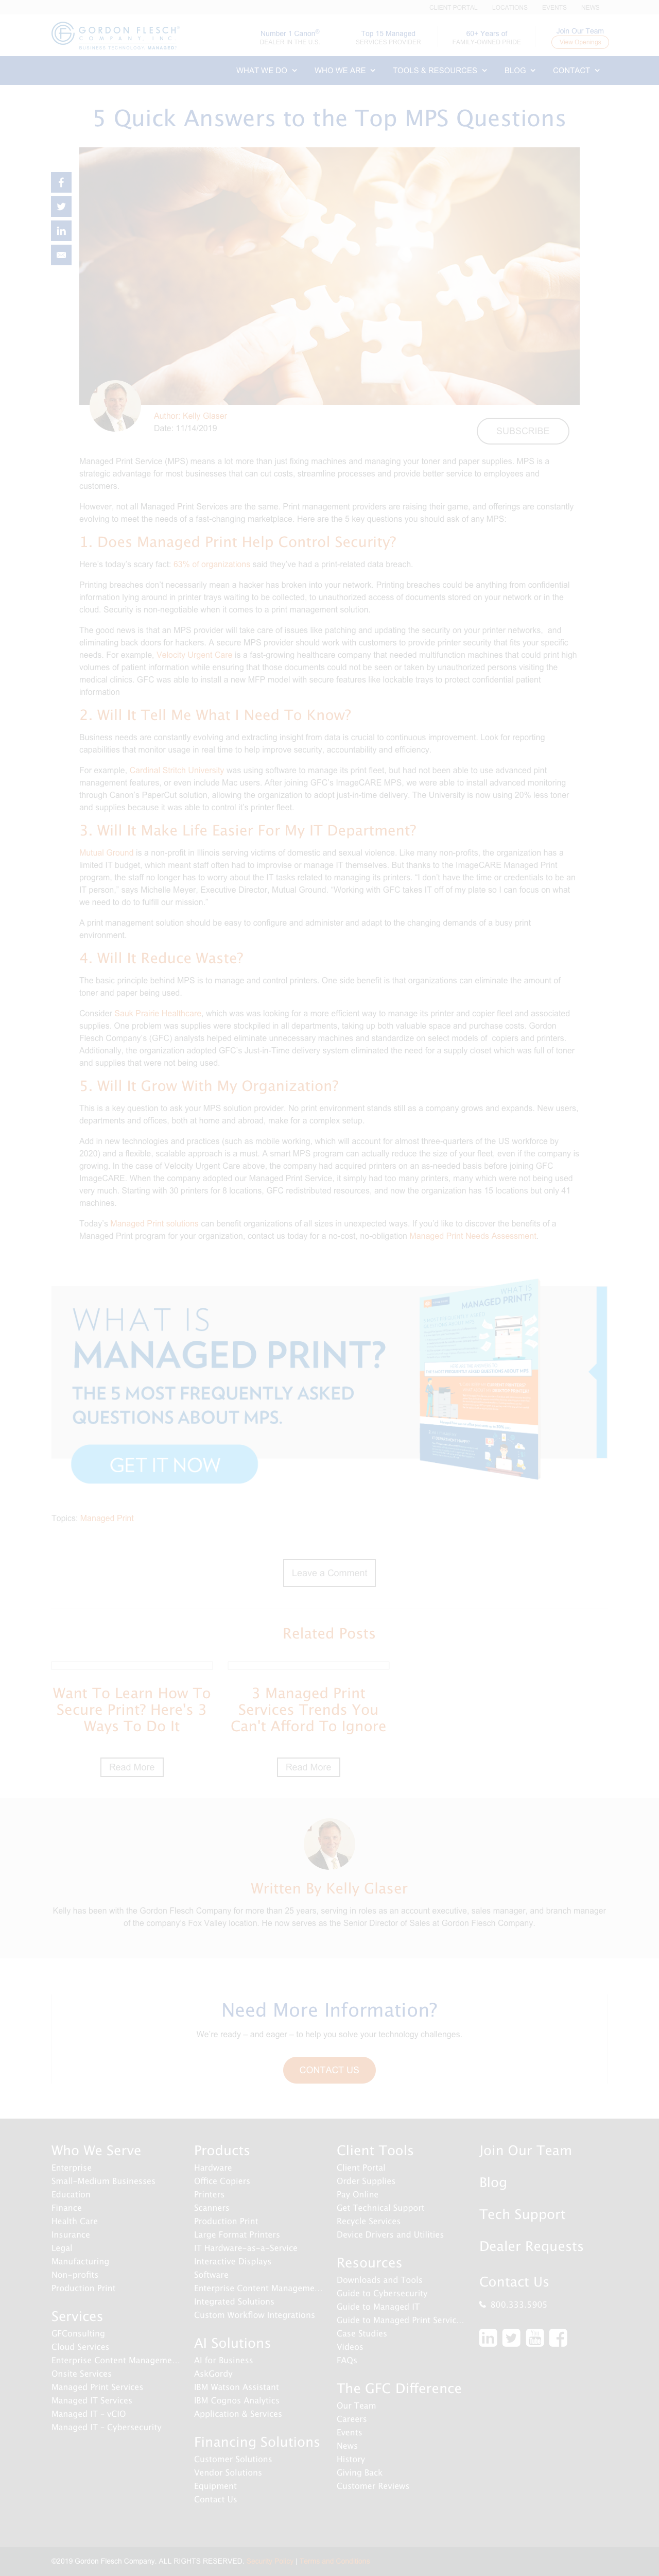 CLIENT PORTAL LOCATIONS EVENTS NEWS
GORDON FLESCH
COMPANY, INC.
BUSINESS TECHNOLOGY. MANAGED.
Number 1 Canon®
DEALER IN THE U.S.
Top 15 Managed
SERVICES PROVIDER
60+ Years of
FAMILY-OWNED PRIDE
Join Our Team
View Openings
WHAT WE DO WHO WE ARE TOOLS & RESOURCES BLOG CONTACT
5 Quick Answers to the Top MPS Questions
Author: Kelly Glaser
Date: 11/14/2019
SUBSCRIBE
Managed Print Service (MPS) means a lot more than just fixing machines and managing your toner and paper supplies. MPS is a
strategic advantage for most businesses that can cut costs, streamline processes and provide better service to employees and
customers.
However, not all Managed Print Services are the same. Print management providers are raising their game, and offerings are constantly
evolving to meet the needs of a fast-changing marketplace. Here are the 5 key questions you should ask of any MPS:
1. Does Managed Print Help Control Security?
Here's today's scary fact: 63% of organizations said they've had a print-related data breach.
Printing breaches don't necessarily mean a hacker has broken into your network. Printing breaches could be anything from confidential
information lying around in printer trays waiting to be collected, to unauthorized access of documents stored on your network or in the
cloud. Security is non-negotiable when it comes to a print management solution.
The good news is that an MPS provider will take care of issues like patching and updating the security on your printer networks, and
eliminating back doors for hackers. A secure MPS provider should work with customers to provide printer security that fits your specific
needs. For example, Velocity Urgent Care is a fast-growing healthcare company that needed multifunction machines that could print high
volumes of patient information while ensuring that those documents could not be seen or taken by unauthorized persons visiting the
medical clinics. GFC was able to install a new MFP model with secure features like lockable trays to protect confidential patient
information.
2. Will It Tell Me What I Need To Know?
Business needs are constantly evolving and extracting insight from data is crucial to continuous improvement. Look for reporting
capabilities that monitor usage in real time to help improve security, accountability and efficiency.
For example, Cardinal Stritch University was using software to manage its print fleet, but had not been able to use advanced pint
management features, or even include Mac users. After joining GFC's ImageCARE MPS, we were able to install advanced monitoring
through Canon's PaperCut solution, allowing the organization to adopt just-in-time delivery. The University is now using 20% less toner
and supplies because it was able to control it's printer fleet.
3. Will It Make Life Easier For My IT Department?
Mutual Ground is a non-profit in Illinois serving victims of domestic and sexual violence. Like many non-profits, the organization has a
limited IT budget, which meant staff often had to improvise or manage IT themselves. But thanks to the ImageCARE Managed Print
program, the staff no longer has to worry about the IT tasks related to managing its printers. "I don't have the time or credentials to be an
IT person," says Michelle Meyer, Executive Director, Mutual Ground. "Working with GFC takes IT off of my plate so I can focus on what
we need to do to fulfill our mission."
A print management solution should be easy to configure and administer and adapt to the changing demands of a busy print
environment.
4. Will It Reduce Waste?
The basic principle behind MPS is to manage and control printers. One side benefit is that organizations can eliminate the amount of
toner and paper being used.
Consider Sauk Prairie Healthcare, which was was looking for a more efficient way to manage its printer and copier fleet and associated
supplies. One problem was supplies were stockpiled in all departments, taking up both valuable space and purchase costs. Gordon
Flesch Company's (GFC) analysts helped eliminate unnecessary machines and standardize on select models of copiers and printers.
Additionally, the organization adopted GFC's Just-in-Time delivery system eliminated the need for a supply closet which was full of toner
and supplies that were not being used.
5. Will It Grow With My Organization?
This is a key question to ask your MPS solution provider. No print environment stands still as a company grows and expands. New users,
departments and offices, both at home and abroad, make for a complex setup.
Add in new technologies and practices (such as mobile working, which will account for almost three-quarters of the US workforce by
2020) and a flexible, scalable approach is a must. A smart MPS program can actually reduce the size of your fleet, even if the company is
growing. In the case of Velocity Urgent Care above, the company had acquired printers on an as-needed basis before joining GFC
ImageCARE. When the company adopted our Managed Print Service, it simply had too many printers, many which were not being used
very much. Starting with 30 printers for 8 locations, GFC redistributed resources, and now the organization has 15 locations but only 41
machines.
Today's Managed Print solutions can benefit organizations of all sizes in unexpected ways. If you'd like to discover the benefits of a
Managed Print program for your organization, contact us today for a no-cost, no-obligation Managed Print Needs Assessment.
WHAT IS
MANAGED PRINT?
THE 5 MOST FREQUENTLY ASKED
QUESTIONS ABOUT MPS.
GET IT NOW
WHAT IS
MANAGED PRINT?
Topics: Managed Print
Leave a Comment
Related Posts
Want To Learn How To
Secure Print? Here's 3
Ways To Do It
Read More
3 Managed Print
Services Trends You
Can't Afford To Ignore
Read More
Written By Kelly Glaser
Kelly has been with the Gordon Flesch Company for more than 25 years, serving in roles as an account executive, sales manager, and branch manager
of the company's Fox Valley location. He now serves as the Senior Director of Sales at Gordon Flesch Company.
Need More Information?
We're ready – and eager – to help you solve your technology challenges.
CONTACT US
Who We Serve
Enterprise
Small-Medium Businesses
Education
Finance
Health Care
Insurance
Legal
Manufacturing
Non-profits
Production Print
Services
GFConsulting
Cloud Services
Enterprise Content Manageme...
Onsite Services
Managed Print Services
Managed IT Services
Managed IT - vCIO
Managed IT - Cybersecurity
Products
Hardware
Office Copiers
Printers
Scanners
Production Print
Large Format Printers
IT Hardware-as-a-Service
Interactive Displays
Software
Enterprise Content Manageme...
Integrated Solutions
Custom Workflow Integrations
AI Solutions
AI for Business
AskGordy
IBM Watson Assistant
IBM Cognos Analytics
Application & Services
Financing Solutions
Customer Solutions
Vendor Solutions
Equipment
Contact Us
Client Tools
Client Portal
Order Supplies
Pay Online
Get Technical Support
Recycle Services
Device Drivers and Utilities
Resources
Downloads and Tools
Guide to Cybersecurity
Guide to Managed IT
Guide to Managed Print Servic...
Case Studies
Videos
FAQs
The GFC Difference
Our Team
Careers
Events
News
History
Giving Back
Customer Reviews
Join Our Team
Blog
Tech Support
Dealer Requests
Contact Us
800.333.5905
©2019 Gordon Flesch Company. ALL RIGHTS RESERVED.